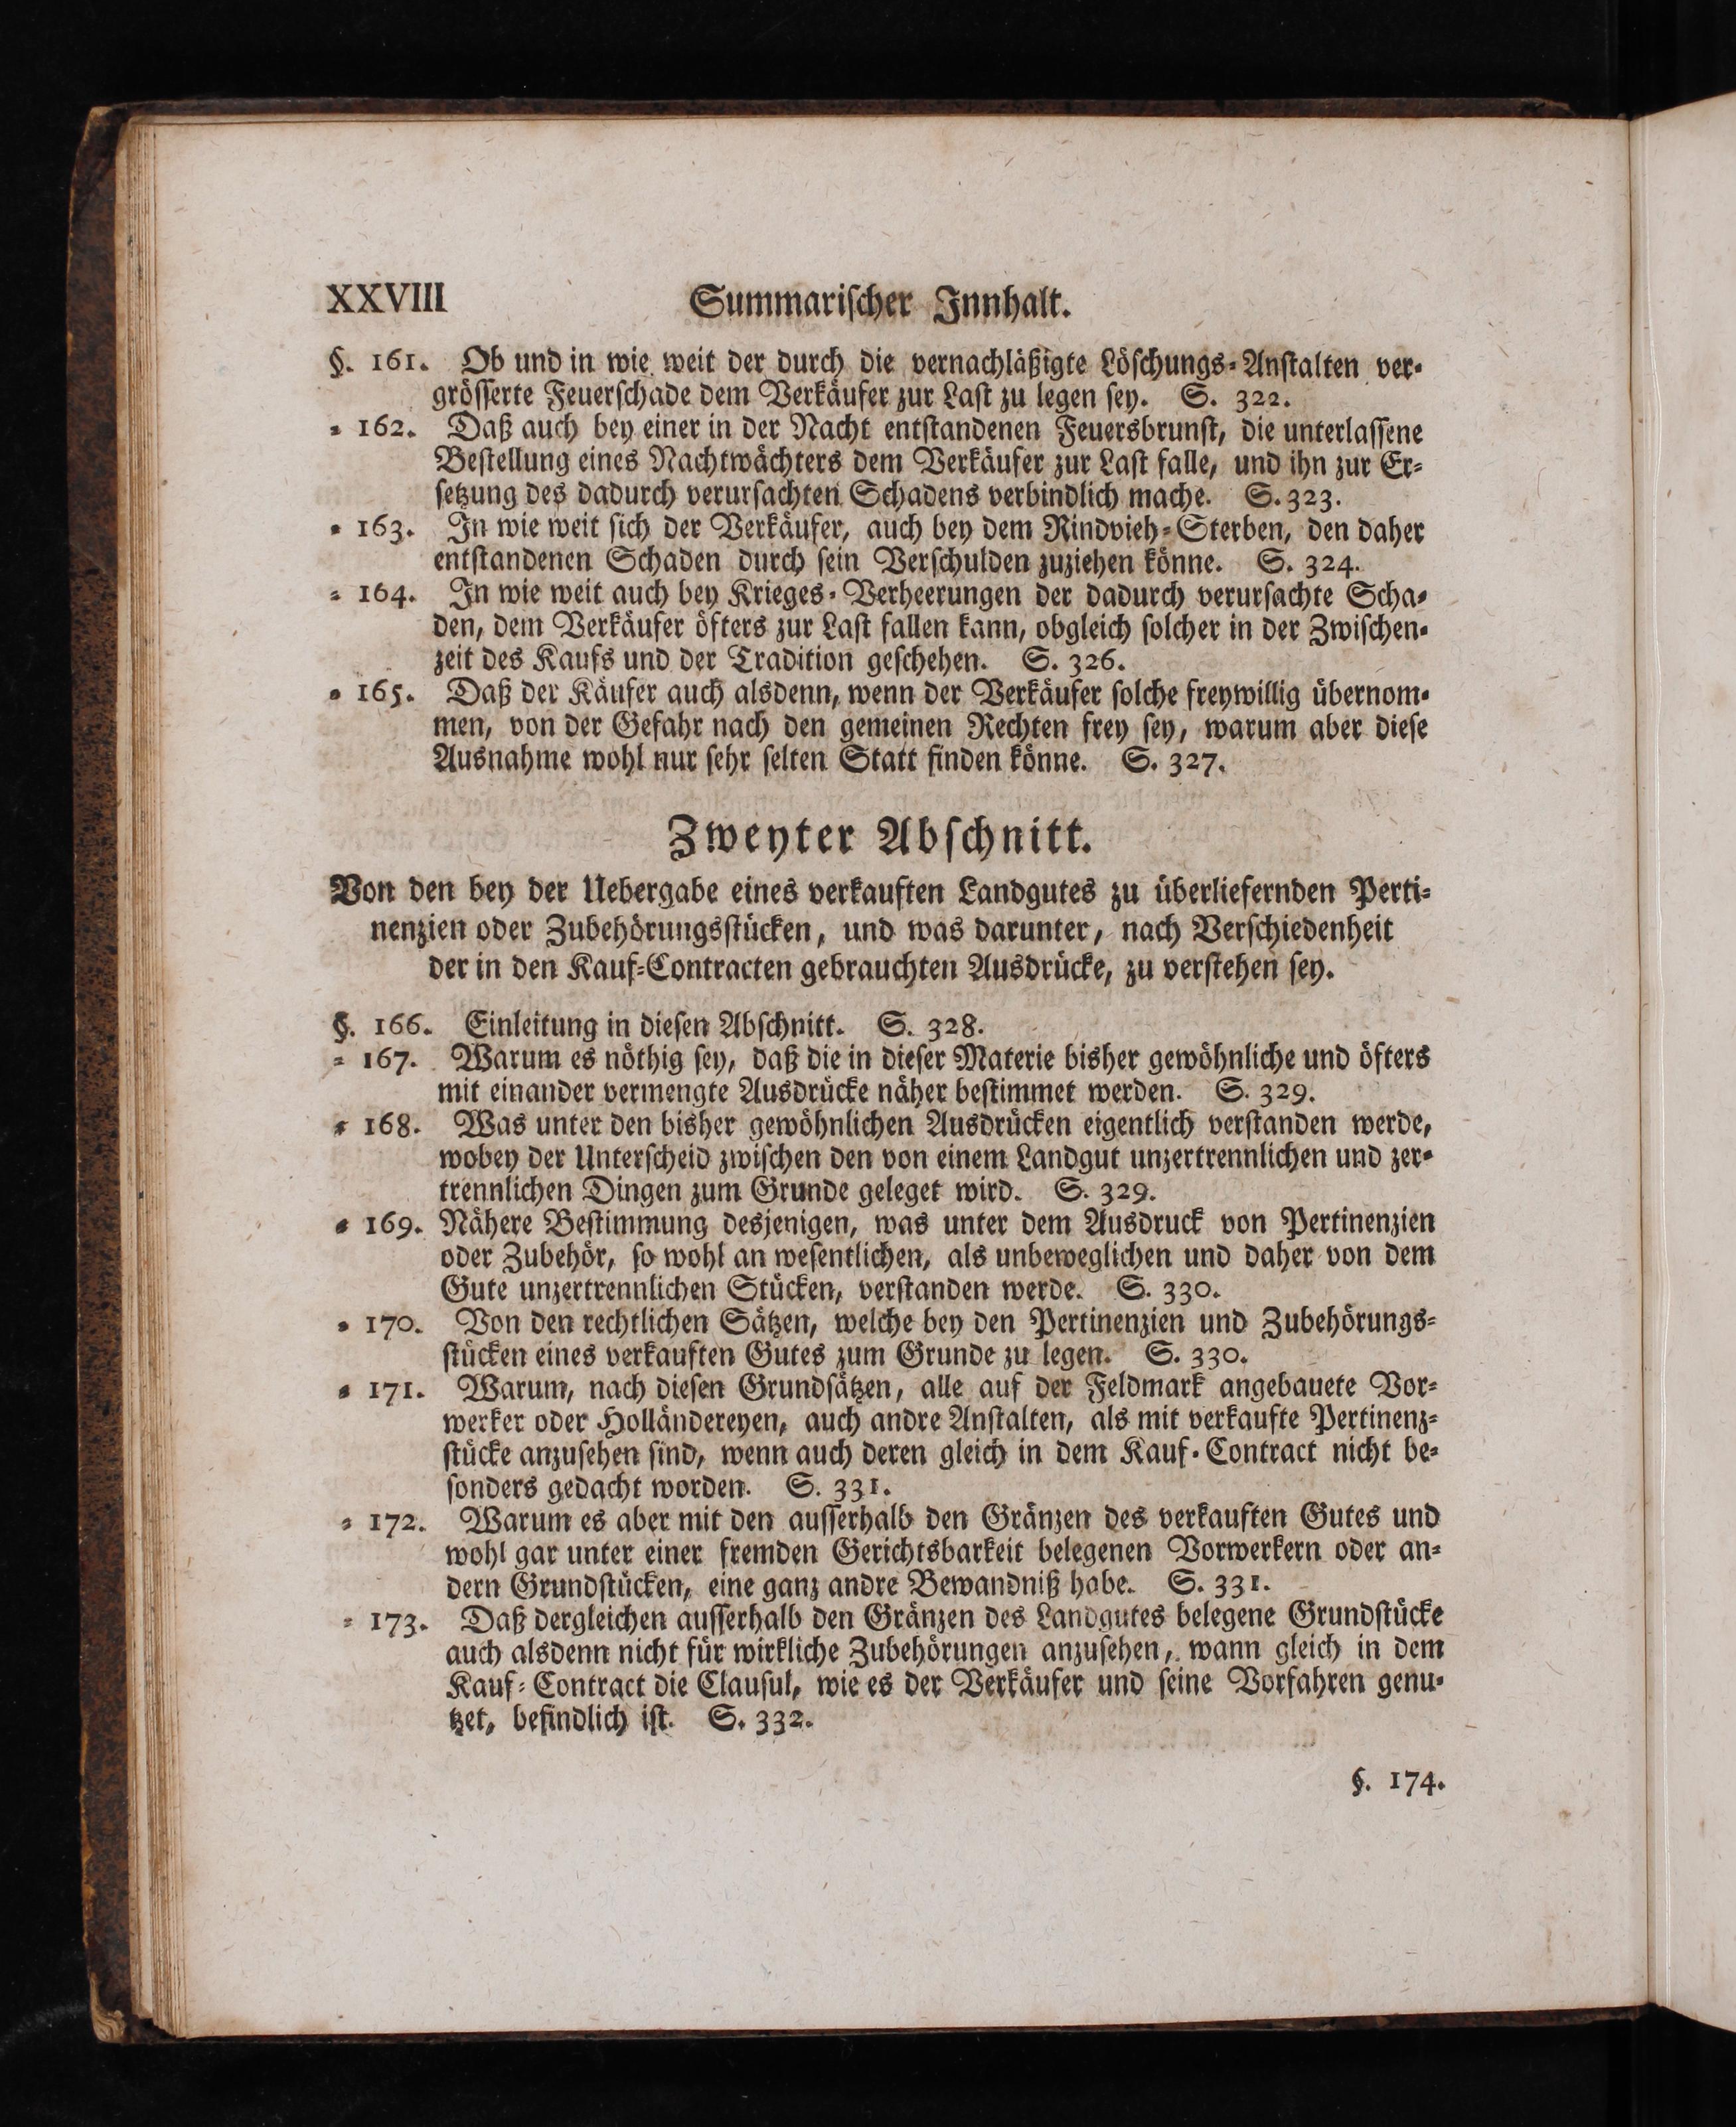 XXVIII Summarischer Innhalt.
§. 161. Ob und in wie weit der durch die vernachläßigte Löschungs-Anstalten ver-
grösserte Feuerschade dem Verkäufer zur Last zu legen sey. S. 322.
= 162. Daß auch bey einer in der Nacht entstandenen Feuersbrunst, die unterlassene
Bestellung eines Nachtwächters dem Verkäufer zur Last falle, und ihn zur Er-
setzung des dadurch verursachten Schadens verbindlich mache. S. 323.
= 163. In wie weit sich der Verkäufer, auch bey dem Rindvieh-Sterben, den daher
entstandenen Schaden durch sein Verschulden zuziehen könne. S. 324.
= 164. In wie weit auch bey Krieges-Verheerungen der dadurch verursachte Scha-
den, dem Verkäufer öfters zur Last fallen kann, obgleich solcher in der Zwischen-
zeit des Kaufs und der Tradition geschehen. S. 326.
= 165. Daß der Käufer auch alsdenn, wenn der Verkäufer solche freywillig übernom-
men, von der Gefahr nach den gemeinen Rechten frey sey, warum aber diese
Ausnahme wohl nur sehr selten Statt finden könne. S. 327.
Zweyter Abschnitt.
Von den bey der Uebergabe eines verkauften Landgutes zu überliefernden Perti-
nenzien oder Zubehörungsstücken, und was darunter, nach Verschiedenheit
der in den Kauf-Contracten gebrauchten Ausdrücke, zu verstehen sey.
§. 166. Einleitung in diesen Abschnitt. S. 328.
= 167. Warum es nöthig sey, daß die in dieser Materie bisher gewöhnliche und öfters
mit einander vermengte Ausdrücke näher bestimmet werden. S. 329.
= 168. Was unter den bisher gewöhnlichen Ausdrücken eigentlich verstanden werde,
wobey der Unterscheid zwischen den von einem Landgut unzertrennlichen und zer-
trennlichen Dingen zum Grunde geleget wird. S. 329.
= 169. Nähere Bestimmung desjenigen, was unter dem Ausdruck von Pertinenzien
oder Zubehör, so wohl an wesentlichen, als unbeweglichen und daher von dem
Gute unzertrennlichen Stücken, verstanden werde. S. 330.
= 170. Von den rechtlichen Sätzen, welche bey den Pertinenzien und Zubehörungs-
stücken eines verkauften Gutes zum Grunde zu legen. S. 330.
= 171. Warum, nach diesen Grundsätzen, alle auf der Feldmark angebauete Vor-
werker oder Holländereyen, auch andre Anstalten, als mit verkaufte Pertinenz-
stücke anzusehen sind, wenn auch deren gleich in dem Kauf-Contract nicht be-
sonders gedacht worden. S. 331.
= 172. Warum es aber mit den ausserhalb den Gränzen des verkauften Gutes und
wohl gar unter einer fremden Gerichtsbarkeit belegenen Vorwerkern oder an-
dern Grundstücken, eine ganz andre Bewandniß habe. S. 331.
= 173. Daß dergleichen ausserhalb den Gränzen des Landgutes belegene Grundstücke
auch alsdenn nicht für wirkliche Zubehörungen anzusehen, wann gleich in dem
Kauf-Contract die Clausul, wie es der Verkäufer und seine Vorfahren genu-
tzet, befindlich ist. S. 332.
§. 174.